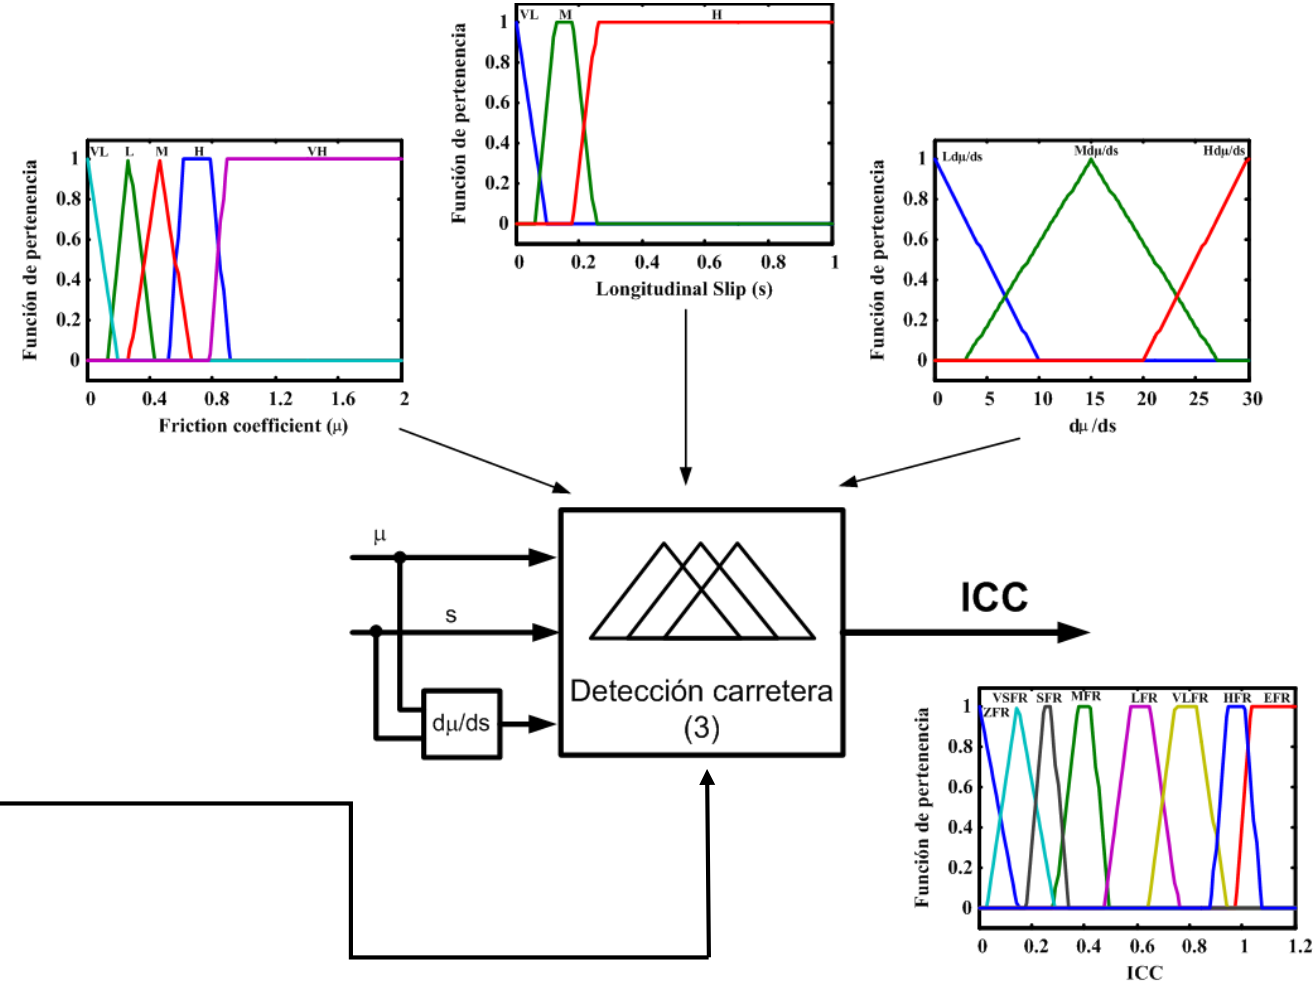 VL M H
1
0.8
0.6
0.4
0.2
0
Función de pertenencia
0 0.2 0.4 0.6 0.8 1
Longitudinal Slip (s)
VL L M H VH
1
0.8
0.6
0.4
0.2
0
Función de pertenencia
0 0.4 0.8 1.2 1.6 2
Friction coefficient (μ)
Ldμ/ds Mdμ/ds Hdμ/ds
1
0.8
0.6
0.4
0.2
0
Función de pertenencia
0 5 10 15 20 25 30
dμ/ds
μ
s
dμ/ds
Detección carretera
(3)
ICC
VSFR SFR MFR LFR VLFR HFR EFR
ZFR
1
0.8
0.6
0.4
0.2
0
Función de pertenencia
0 0.2 0.4 0.6 0.8 1 1.2
ICC